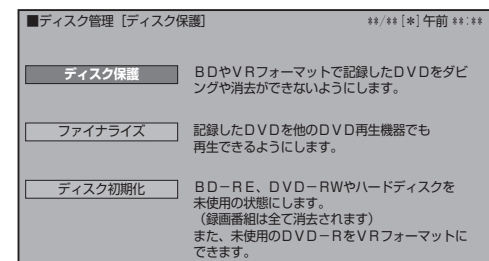 ■ディスク管理［ディスク保護］ **/**［*］午前 **:**
ディスク保護 BDやVRフォーマットで記録したDVDをダビ
ングや消去ができないようにします。
ファイナライズ 記録したDVDを他のDVD再生機器でも
再生できるようにします。
ディスク初期化 BD－RE、DVD－RWやハードディスクを
未使用の状態にします。
（録画番組は全て消去されます）
また、未使用のDVD－RをVRフォーマットに
できます。